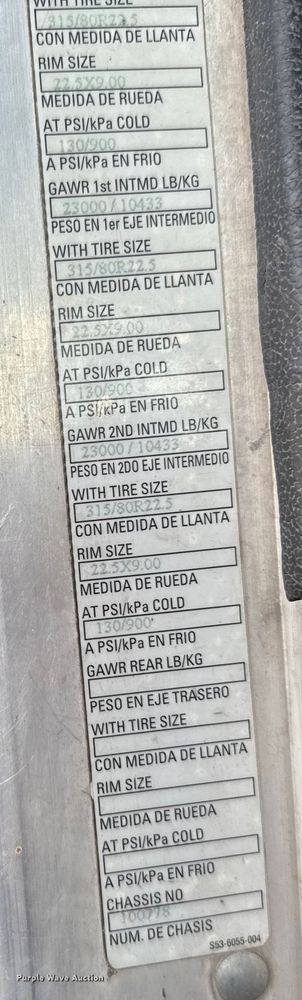 WITH TIRE SIZE
315/80R22.5
CON MEDIDA DE LLANTA
RIM SIZE
22.5X9.00
MEDIDA DE RUEDA
AT PSI/kPa COLD
130/900
A PSI/kPa EN FRIO
GAWR 1st INTMD LB/KG
23000 / 10433
PESO EN 1er EJE INTERMEDIO
WITH TIRE SIZE
315/80R22.5
CON MEDIDA DE LLANTA
RIM SIZE
22.5X9.00
MEDIDA DE RUEDA
AT PSI/kPa COLD
130/900
A PSI/kPa EN FRIO
GAWR 2ND INTMD LB/KG
23000 / 10433
PESO EN 2DO EJE INTERMEDIO
WITH TIRE SIZE
315/80R22.5
CON MEDIDA DE LLANTA
RIM SIZE
22.5X9.00
MEDIDA DE RUEDA
AT PSI/kPa COLD
130/900
A PSI/kPa EN FRIO
GAWR REAR LB/KG
PESO EN EJE TRASERO
WITH TIRE SIZE
CON MEDIDA DE LLANTA
RIM SIZE
MEDIDA DE RUEDA
AT PSI/kPa COLD
A PSI/kPa EN FRIO
CHASSIS NO
100778
NUM. DE CHASIS
S53-6055-004
Purple Wave Auction